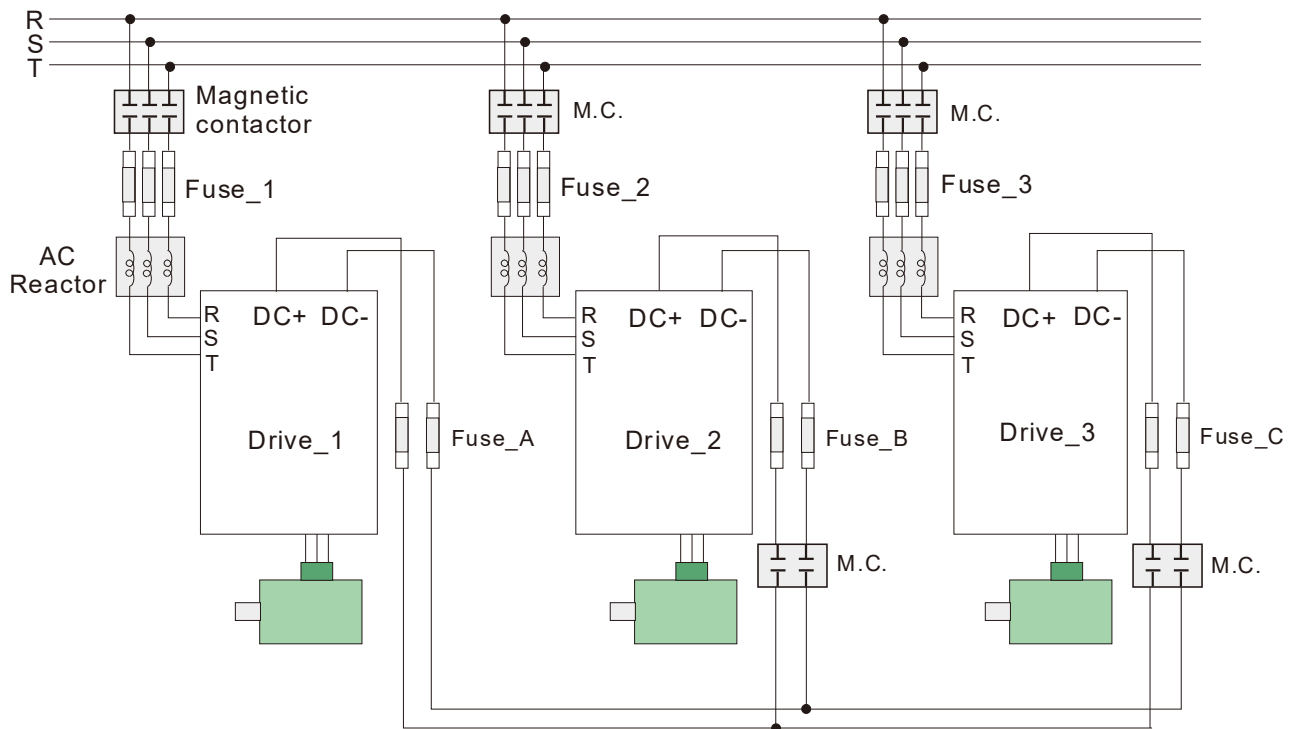 R
S
T
Magnetic
contactor
M.C.
M.C.
Fuse_1
Fuse_2
Fuse_3
AC
Reactor
R
S
T
DC+ DC-
Drive_1
Fuse_A
R
S
T
DC+ DC-
Drive_2
Fuse_B
M.C.
R
S
T
DC+ DC-
Drive_3
Fuse_C
M.C.